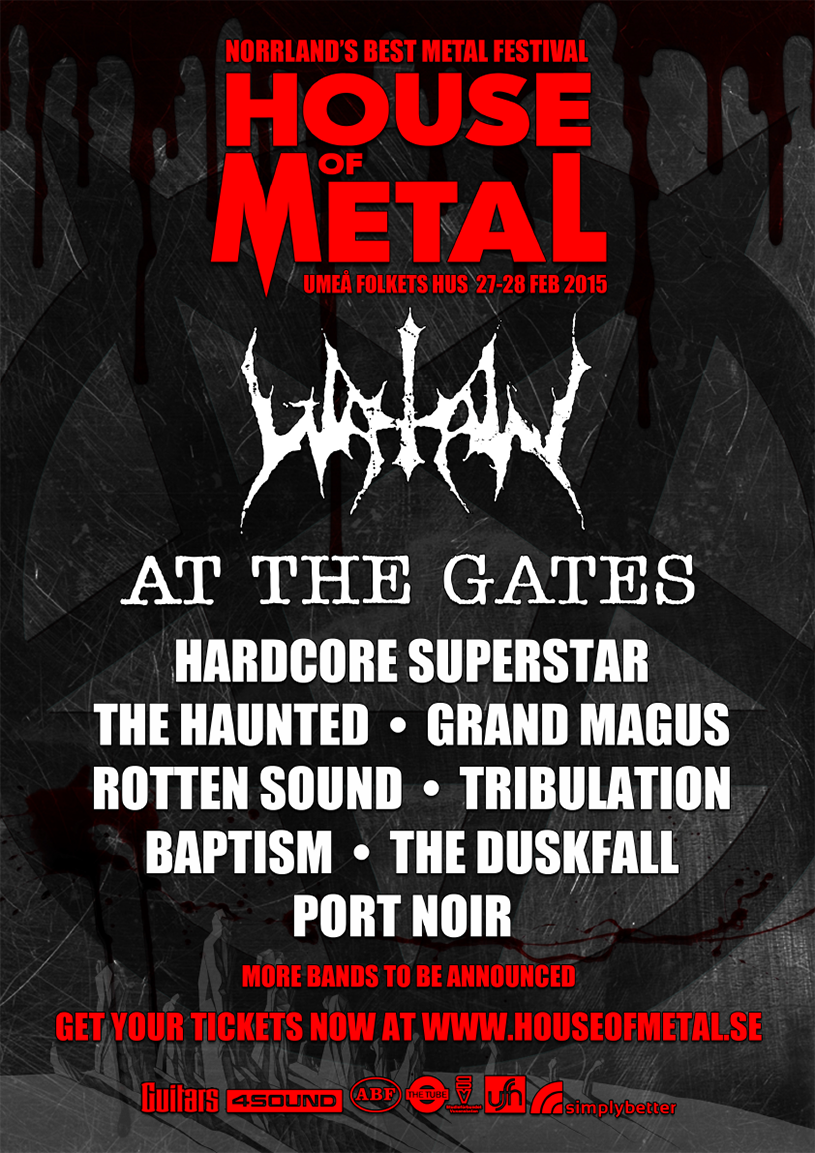 NORRLAND'S BEST METAL FESTIVAL
HOUSE
OF
METAL
UMEÅ FOLKETS HUS 27-28 FEB 2015
WATAIN
AT THE GATES
HARDCORE SUPERSTAR
THE HAUNTED • GRAND MAGUS
ROTTEN SOUND • TRIBULATION
BAPTISM • THE DUSKFALL
PORT NOIR
MORE BANDS TO BE ANNOUNCED
GET YOUR TICKETS NOW AT WWW.HOUSEOFMETAL.SE
Guitars 4SOUND ABF THE TUBE ufh simplybetter